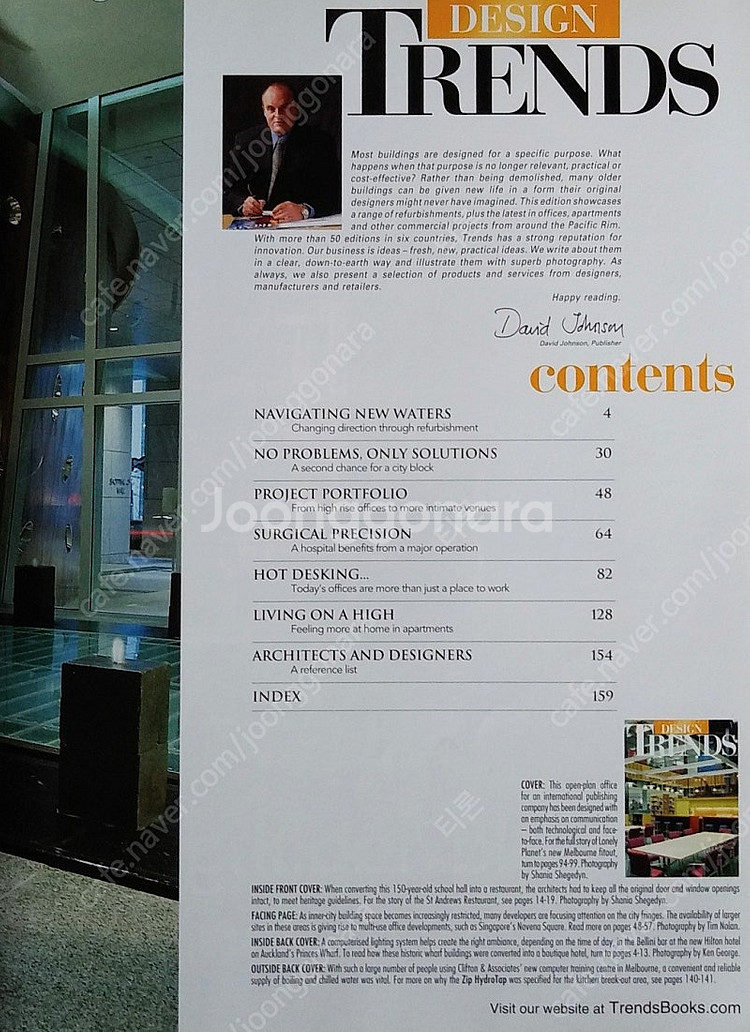 DESIGN
TRENDS
Most buildings are designed for a specific purpose. What
happens when that purpose is no longer relevant, practical or
cost-effective? Rather than being demolished, many older
buildings can be given new life in a form their original
designers might never have imagined. This edition showcases
a range of refurbishments, plus the latest in offices, apartments
and other commercial projects from around the Pacific Rim.
With more than 50 editions in six countries, Trends has a strong reputation for
innovation. Our business is ideas – fresh, new, practical ideas. We write about them
in a clear, down-to-earth way and illustrate them with superb photography. As
always, we also present a selection of products and services from designers,
manufacturers and retailers.
Happy reading.
David Johnson
David Johnson, Publisher
contents
NAVIGATING NEW WATERS 4
Changing direction through refurbishment
NO PROBLEMS, ONLY SOLUTIONS 30
A second chance for a city block
PROJECT PORTFOLIO 48
From high rise offices to more intimate venues
SURGICAL PRECISION 64
A hospital benefits from a major operation
HOT DESKING... 82
Today's offices are more than just a place to work
LIVING ON A HIGH 128
Feeling more at home in apartments
ARCHITECTS AND DESIGNERS 154
A reference list
INDEX 159
DESIGN
TRENDS
COVER: This open-plan office
for an international publishing
company has been designed with
an emphasis on communication
– both technological and face-
to-face. For the full story of Lonely
Planet's new Melbourne fitout,
turn to pages 94-99. Photography
by Shania Shegedyn.
INSIDE FRONT COVER: When converting this 150-year-old school hall into a restaurant, the architects had to keep all the original door and window openings
intact, to meet heritage guidelines. For the story of the St Andrews Restaurant, see pages 14-19. Photography by Shania Shegedyn.
FACING PAGE: As inner-city building space becomes increasingly restricted, many developers are focusing attention on the city fringes. The availability of larger
sites in these areas is giving rise to multi-use office developments, such as Singapore's Novena Square. Read more on pages 48-57. Photography by Tim Nolan.
INSIDE BACK COVER: A computerised lighting system helps create the right ambiance, depending on the time of day, in the Bellini bar at the new Hilton hotel
on Auckland's Princes Wharf. To read how these historic wharf buildings were converted into a boutique hotel, turn to pages 4-13. Photography by Ken George.
OUTSIDE BACK COVER: With such a large number of people using Clifton & Associates' new computer training centre in Melbourne, a convenient and reliable
supply of boiling and chilled water was vital. For more on why the Zip HydroTap was specified for the kitchen break-out area, see pages 140-141.
Visit our website at TrendsBooks.com
Joonggonara
cafe.naver.com/joonggonara
티론